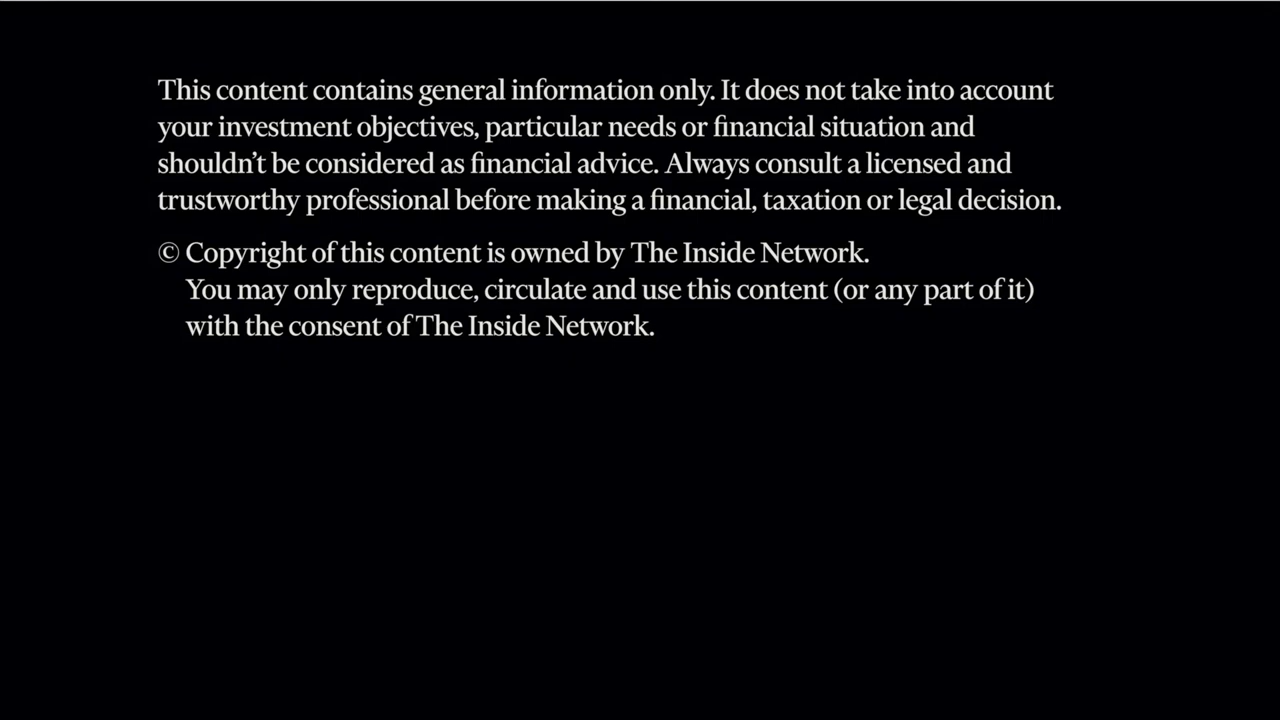 This content contains general information only. It does not take into account
your investment objectives, particular needs or financial situation and
shouldn’t be considered as financial advice. Always consult a licensed and
trustworthy professional before making a financial, taxation or legal decision.
© Copyright of this content is owned by The Inside Network.
You may only reproduce, circulate and use this content (or any part of it)
with the consent of The Inside Network.